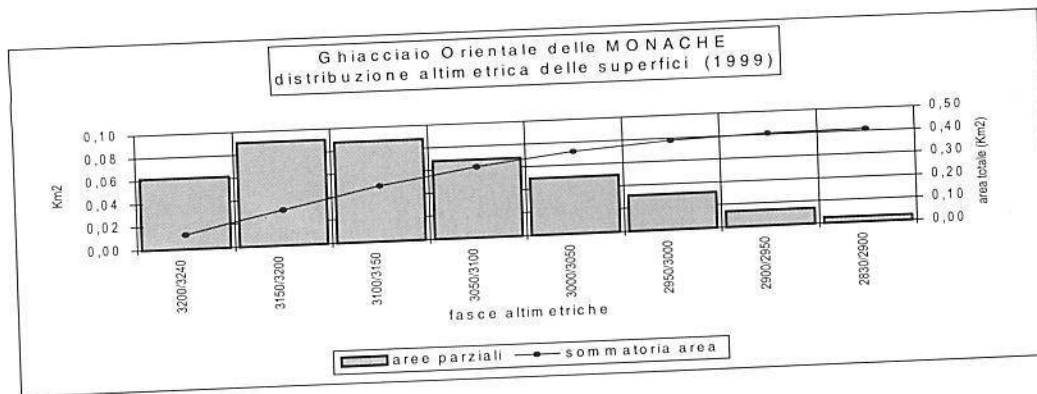 Ghiacciaio Orientale delle MONACHE
distribuzione altimetrica delle superfici (1999)
Km2
0,10
0,08
0,06
0,04
0,02
0,00
0,50
0,40
0,30
0,20
0,10
0,00
area totale (Km2)
3200/3240
3150/3200
3100/3150
3050/3100
3000/3050
2950/3000
2900/2950
2830/2900
fasce altimetriche
aree parziali
sommatoria area